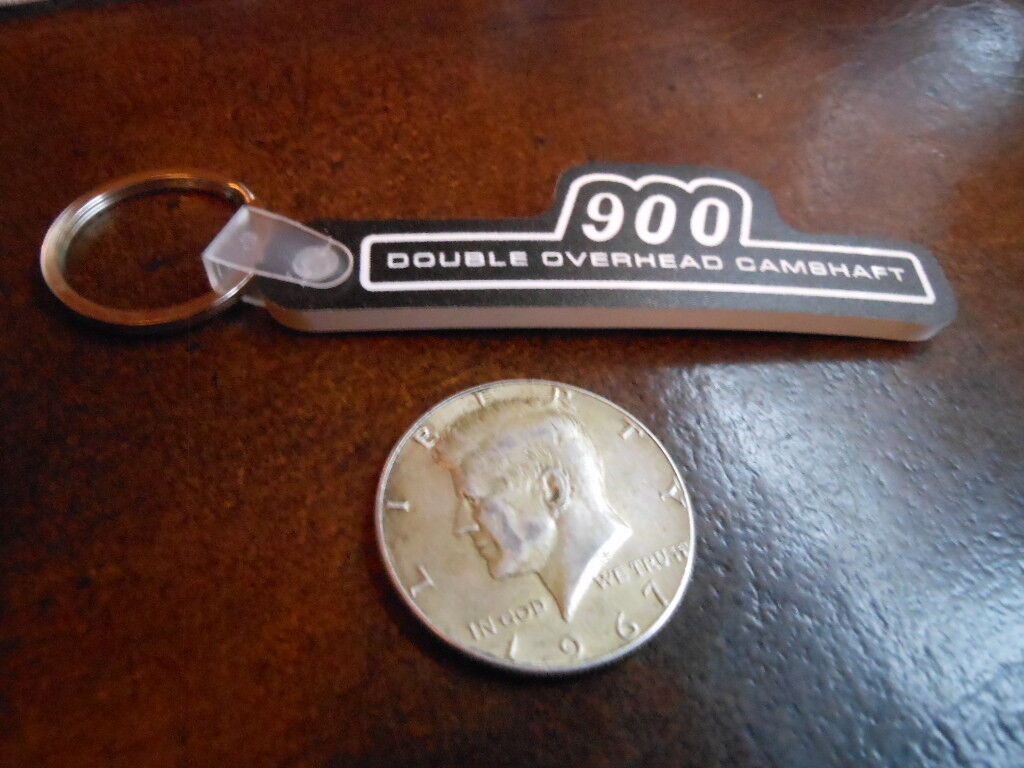 900
DOUBLE OVERHEAD CAMSHAFT
LIBERTY
IN GOD WE TRUST
1967